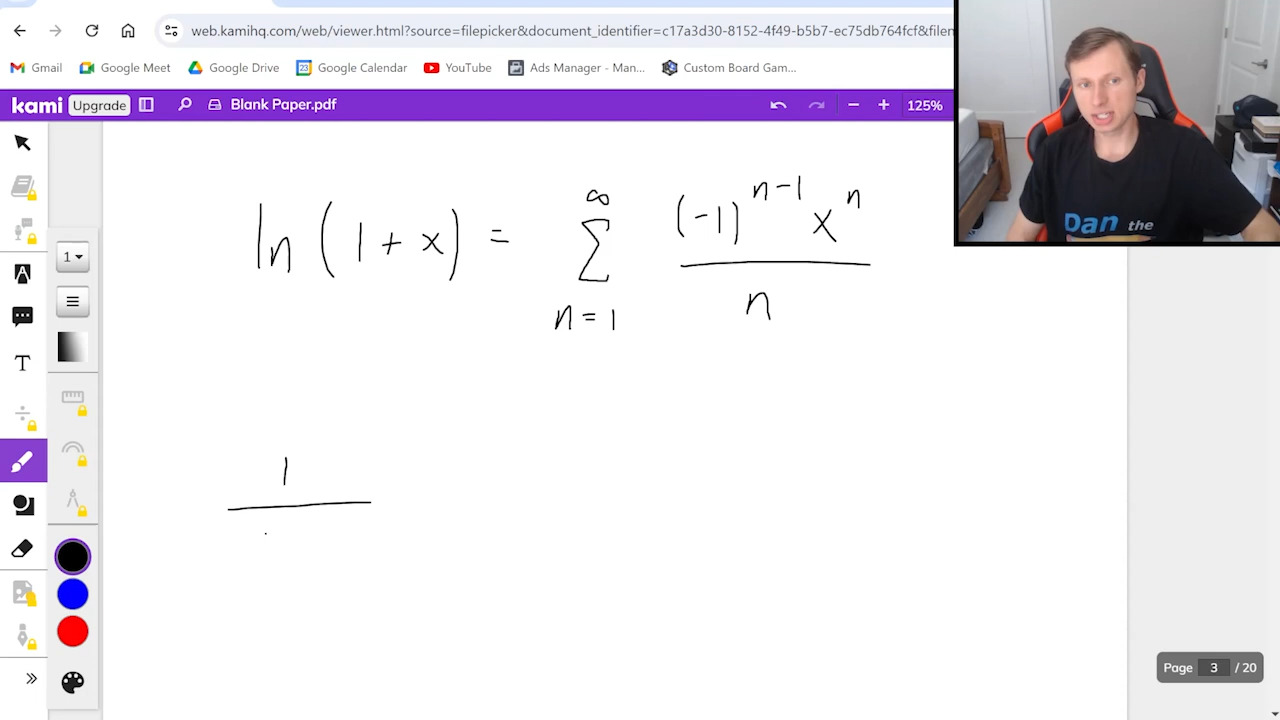 web.kamihq.com/web/viewer.html?source=filepicker&document_identifier=c17a3d30-8152-4f49-b5b7-ec75db764fcf&filen
Gmail Google Meet Google Drive 23 Google Calendar YouTube Ads Manager - Man... Custom Board Gam...
kami Upgrade Blank Paper.pdf 125%
Dan the
ln (1 + x) = ∞ ∑ n = 1 (-1)^{n-1} x^n / n
1
1
A
T
Page 3 / 20